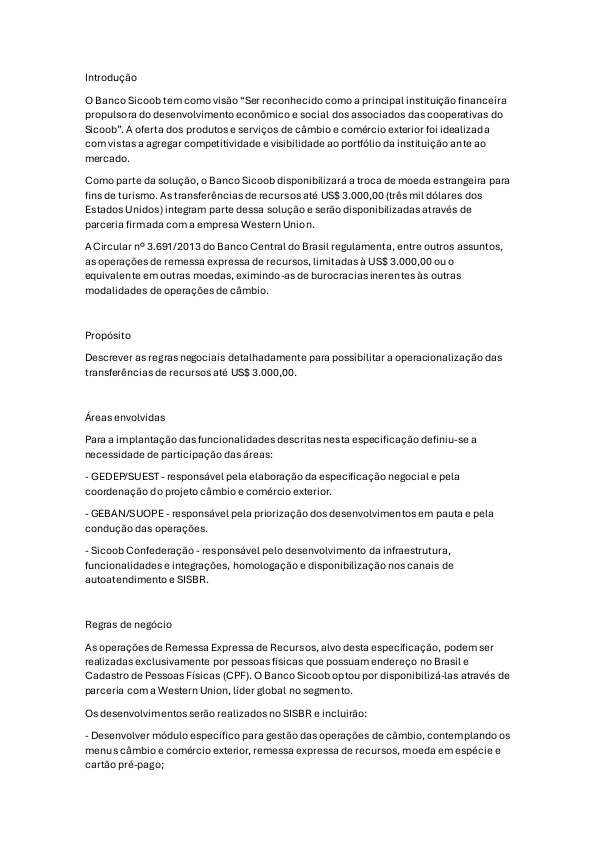 Introdução
O Banco Sicoob tem como visão “Ser reconhecido como a principal instituição financeira
propulsora do desenvolvimento econômico e social dos associados das cooperativas do
Sicoob”. A oferta dos produtos e serviços de câmbio e comércio exterior foi idealizada
com vistas a agregar competitividade e visibilidade ao portfólio da instituição ante ao
mercado.
Como parte da solução, o Banco Sicoob disponibilizará a troca de moeda estrangeira para
fins de turismo. As transferências de recursos até US$ 3.000,00 (três mil dólares dos
Estados Unidos) integram parte dessa solução e serão disponibilizadas através de
parceria firmada com a empresa Western Union.
A Circular nº 3.691/2013 do Banco Central do Brasil regulamenta, entre outros assuntos,
as operações de remessa expressa de recursos, limitadas à US$ 3.000,00 ou o
equivalente em outras moedas, eximindo-as de burocracias inerentes às outras
modalidades de operações de câmbio.
Propósito
Descrever as regras negociais detalhadamente para possibilitar a operacionalização das
transferências de recursos até US$ 3.000,00.
Áreas envolvidas
Para a implantação das funcionalidades descritas nesta especificação definiu-se a
necessidade de participação das áreas:
- GEDEP/SUEST - responsável pela elaboração da especificação negocial e pela
coordenação do projeto câmbio e comércio exterior.
- GEBAN/SUOPE - responsável pela priorização dos desenvolvimentos em pauta e pela
condução das operações.
- Sicoob Confederação - responsável pelo desenvolvimento da infraestrutura,
funcionalidades e integrações, homologação e disponibilização nos canais de
autoatendimento e SISBR.
Regras de negócio
As operações de Remessa Expressa de Recursos, alvo desta especificação, podem ser
realizadas exclusivamente por pessoas físicas que possuam endereço no Brasil e
Cadastro de Pessoas Físicas (CPF). O Banco Sicoob optou por disponibilizá-las através de
parceria com a Western Union, líder global no segmento.
Os desenvolvimentos serão realizados no SISBR e incluirão:
- Desenvolver módulo específico para gestão das operações de câmbio, contemplando os
menus câmbio e comércio exterior, remessa expressa de recursos, moeda em espécie e
cartão pré-pago;